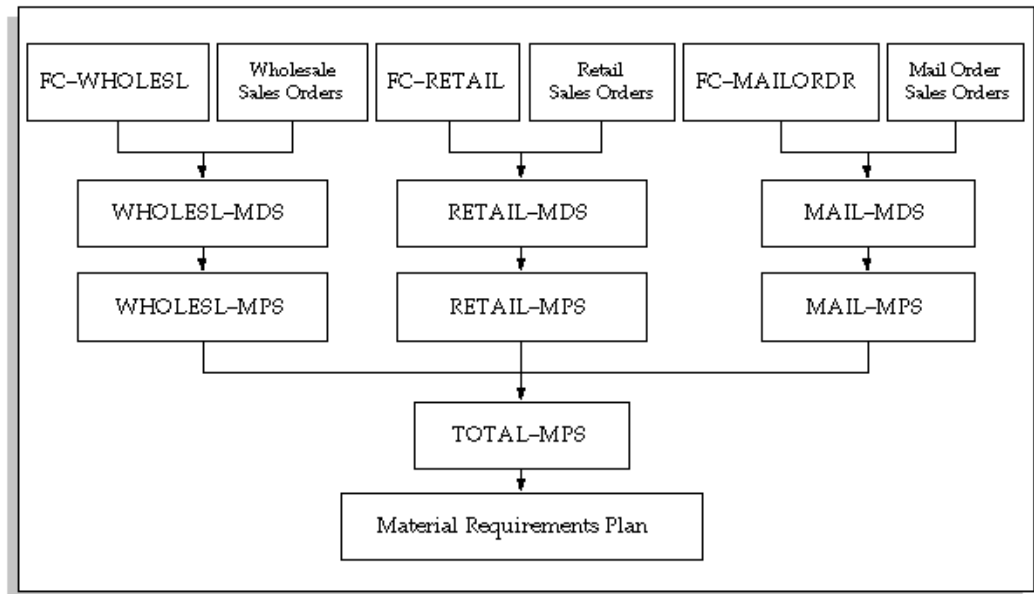 FC–WHOLESL
Wholesale
Sales Orders
FC–RETAIL
Retail
Sales Orders
FC–MAILORDR
Mail Order
Sales Orders
WHOLESL–MDS
RETAIL–MDS
MAIL–MDS
WHOLESL–MPS
RETAIL–MPS
MAIL–MPS
TOTAL–MPS
Material Requirements Plan